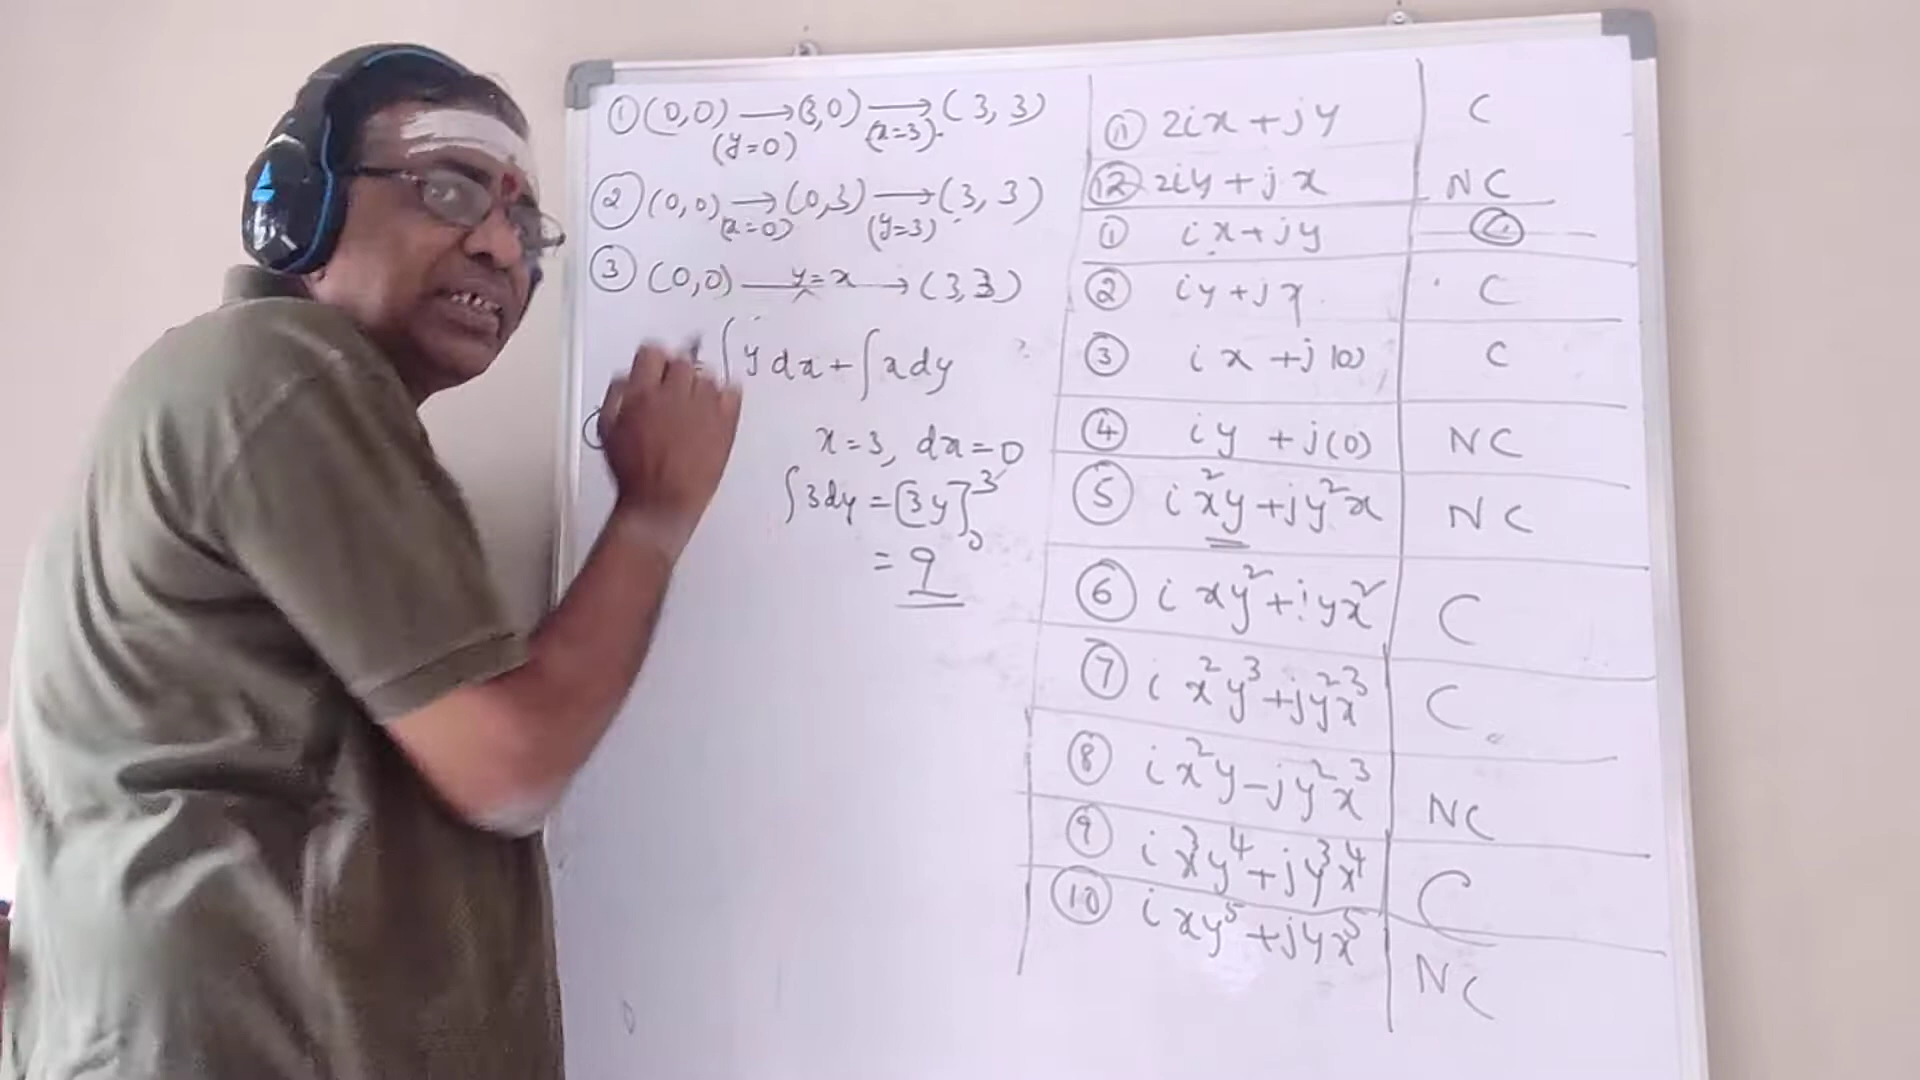 ① (0,0) → (3,0) → (3,3)
(y=0) (x=3)
② (0,0) → (0,3) → (3,3)
(x=0) (y=3)
③ (0,0) — y=x → (3,3)
= ∫ y dx + ∫ x dy
x=3, dx=0
∫3dy = [3y]₀³
= 9
⑪ 2ix + jy C
⑫ 2iy + jx NC
① ix + jy C
② iy + jx C
③ ix + j(0) C
④ iy + j(0) NC
⑤ ix²y + jy²x NC
⑥ ixy² + jyx² C
⑦ ix²y³ + jy²x³ C
⑧ ix²y - jy²x³ NC
⑨ ix³y⁴ + jy³x⁴ C
⑩ ixy⁵ + jyx⁵ NC